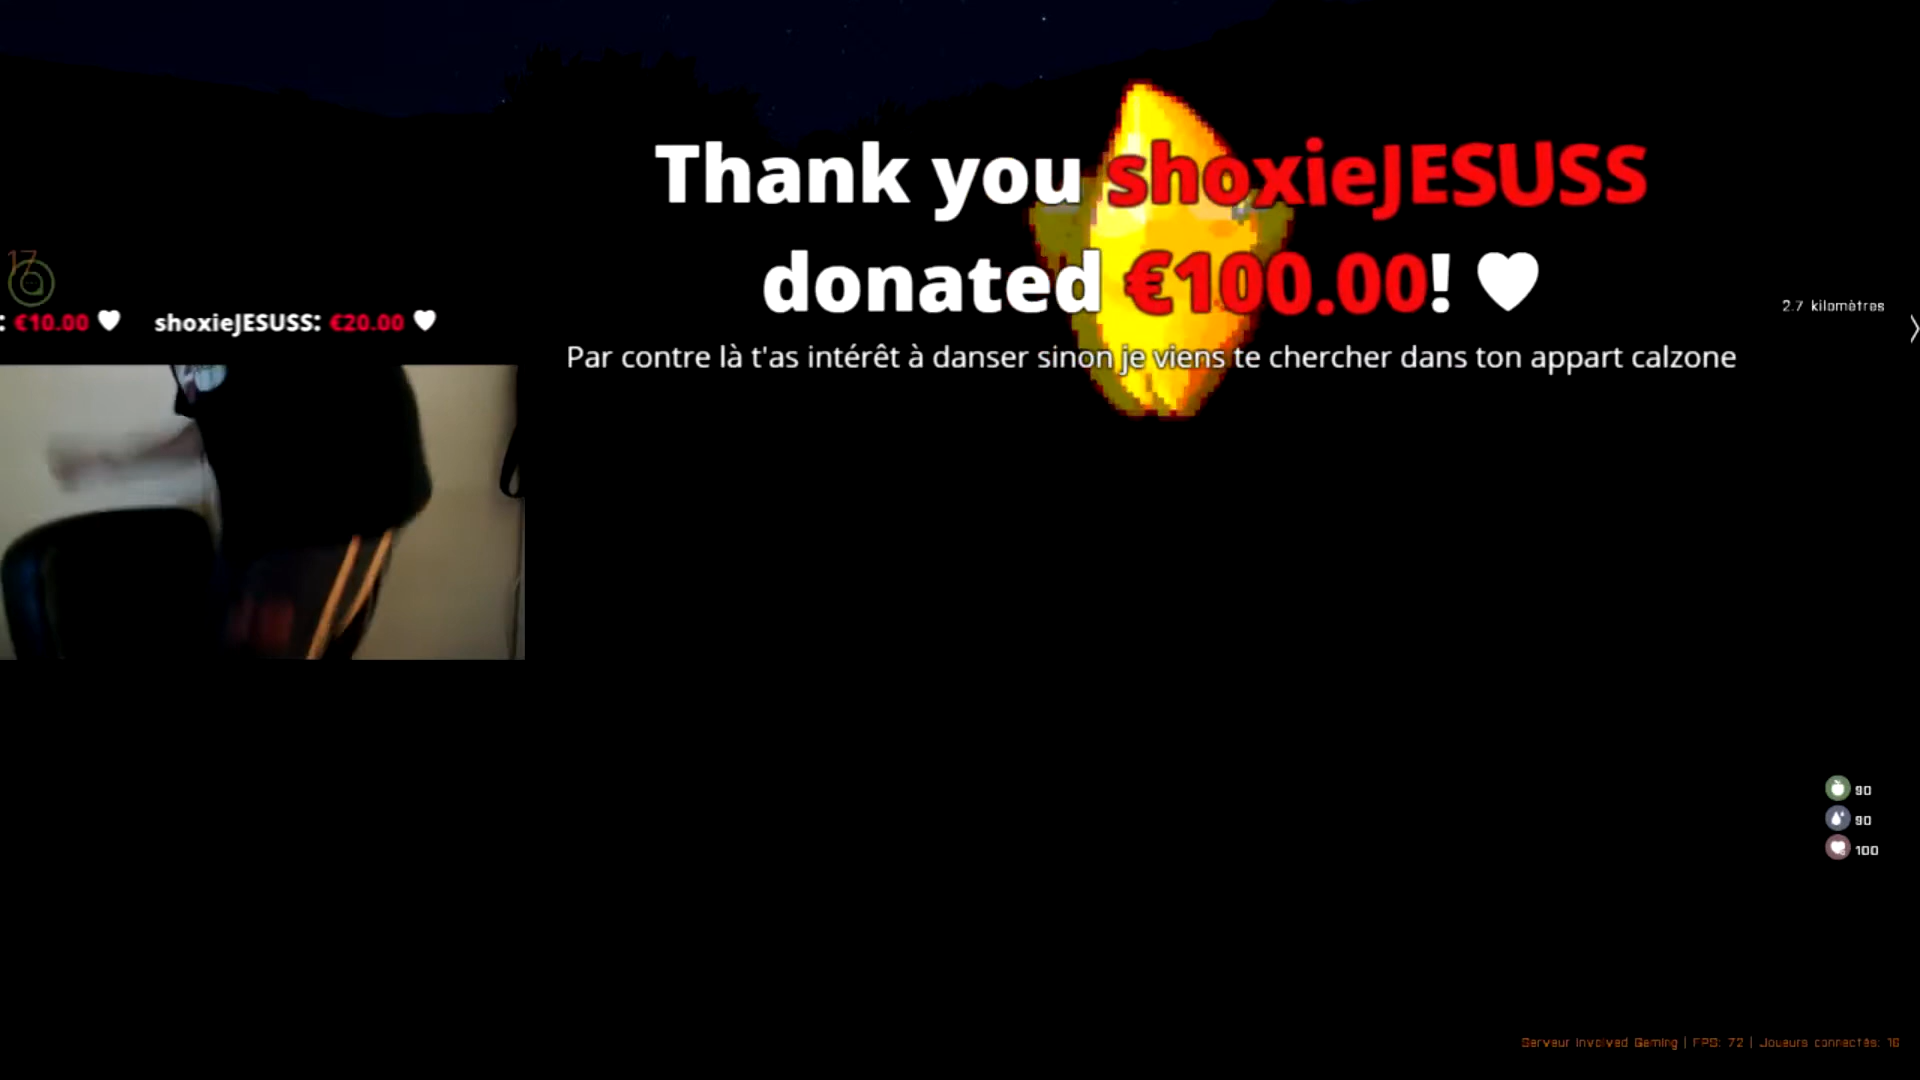 Thank you shoxieJESUSS
donated €100.00!
Par contre là t'as intérêt à danser sinon je viens te chercher dans ton appart calzone
17
: €10.00 shoxieJESUSS: €20.00
2.7 kilomètres
90
90
100
Serveur Involved Gaming | FPS: 72 | Joueurs connectés: 16